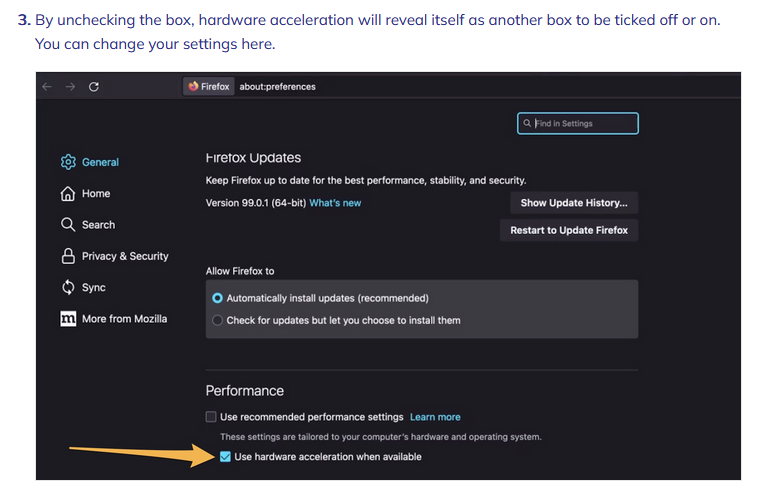 3. By unchecking the box, hardware acceleration will reveal itself as another box to be ticked off or on.
You can change your settings here.
Firefox about:preferences
Find in Settings
General
Home
Search
Privacy & Security
Sync
More from Mozilla
Firefox Updates
Keep Firefox up to date for the best performance, stability, and security.
Version 99.0.1 (64-bit) What's new
Show Update History...
Restart to Update Firefox
Allow Firefox to
Automatically install updates (recommended)
Check for updates but let you choose to install them
Performance
Use recommended performance settings Learn more
These settings are tailored to your computer's hardware and operating system.
Use hardware acceleration when available